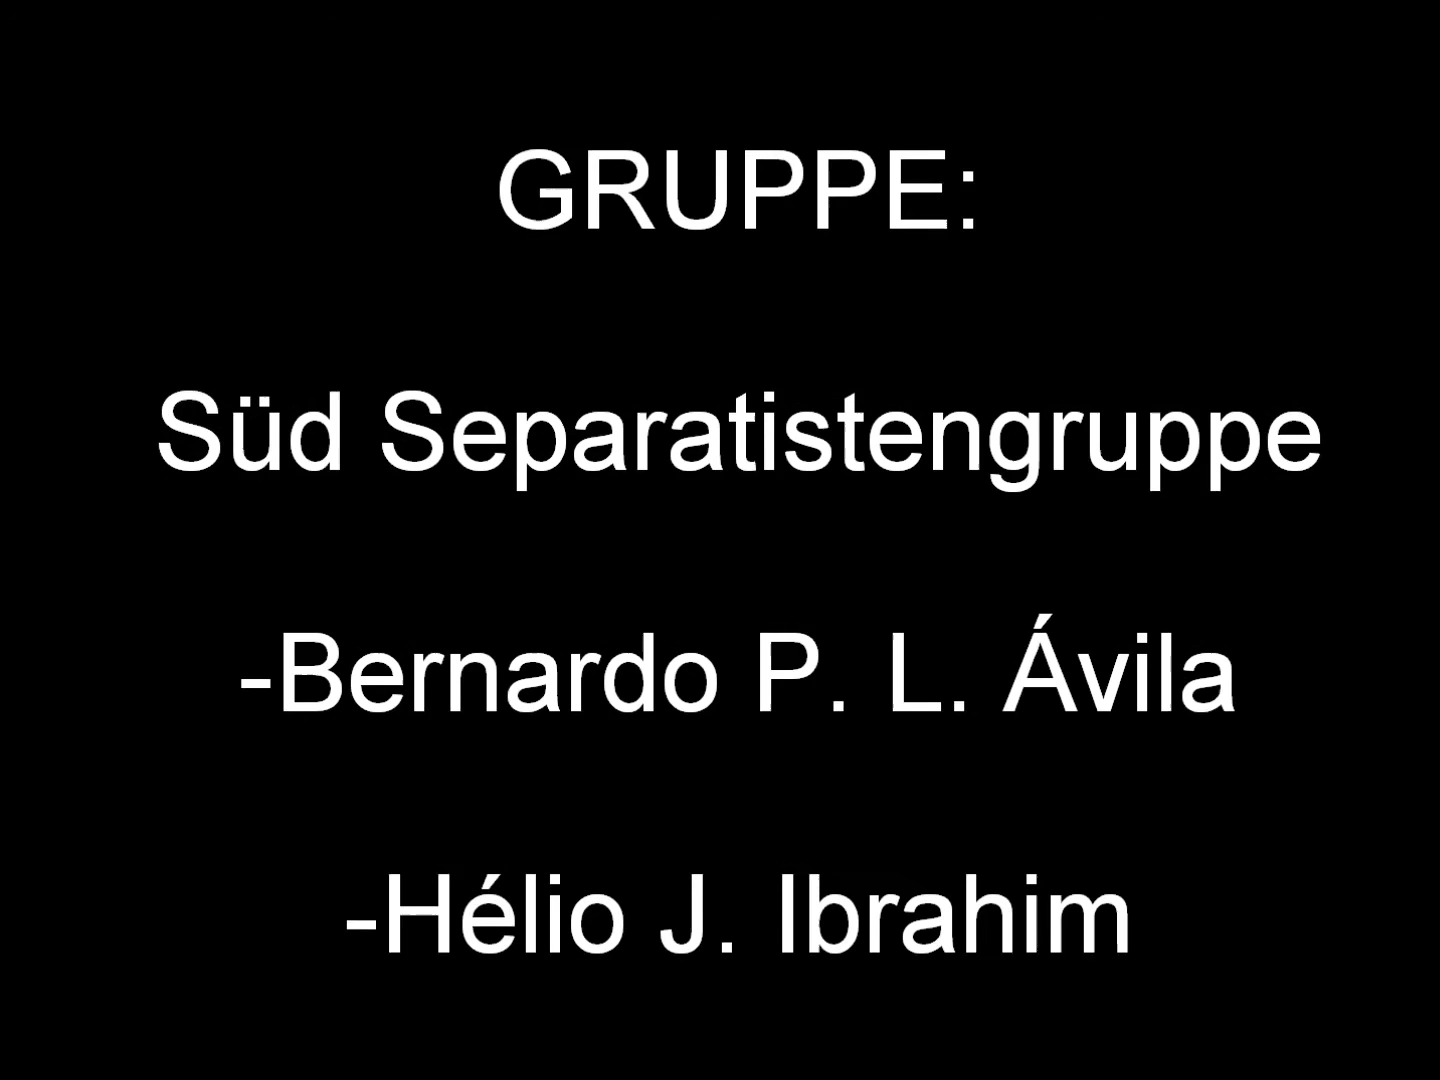 GRUPPE:
Süd Separatistengruppe
-Bernardo P. L. Ávila
-Hélio J. Ibrahim